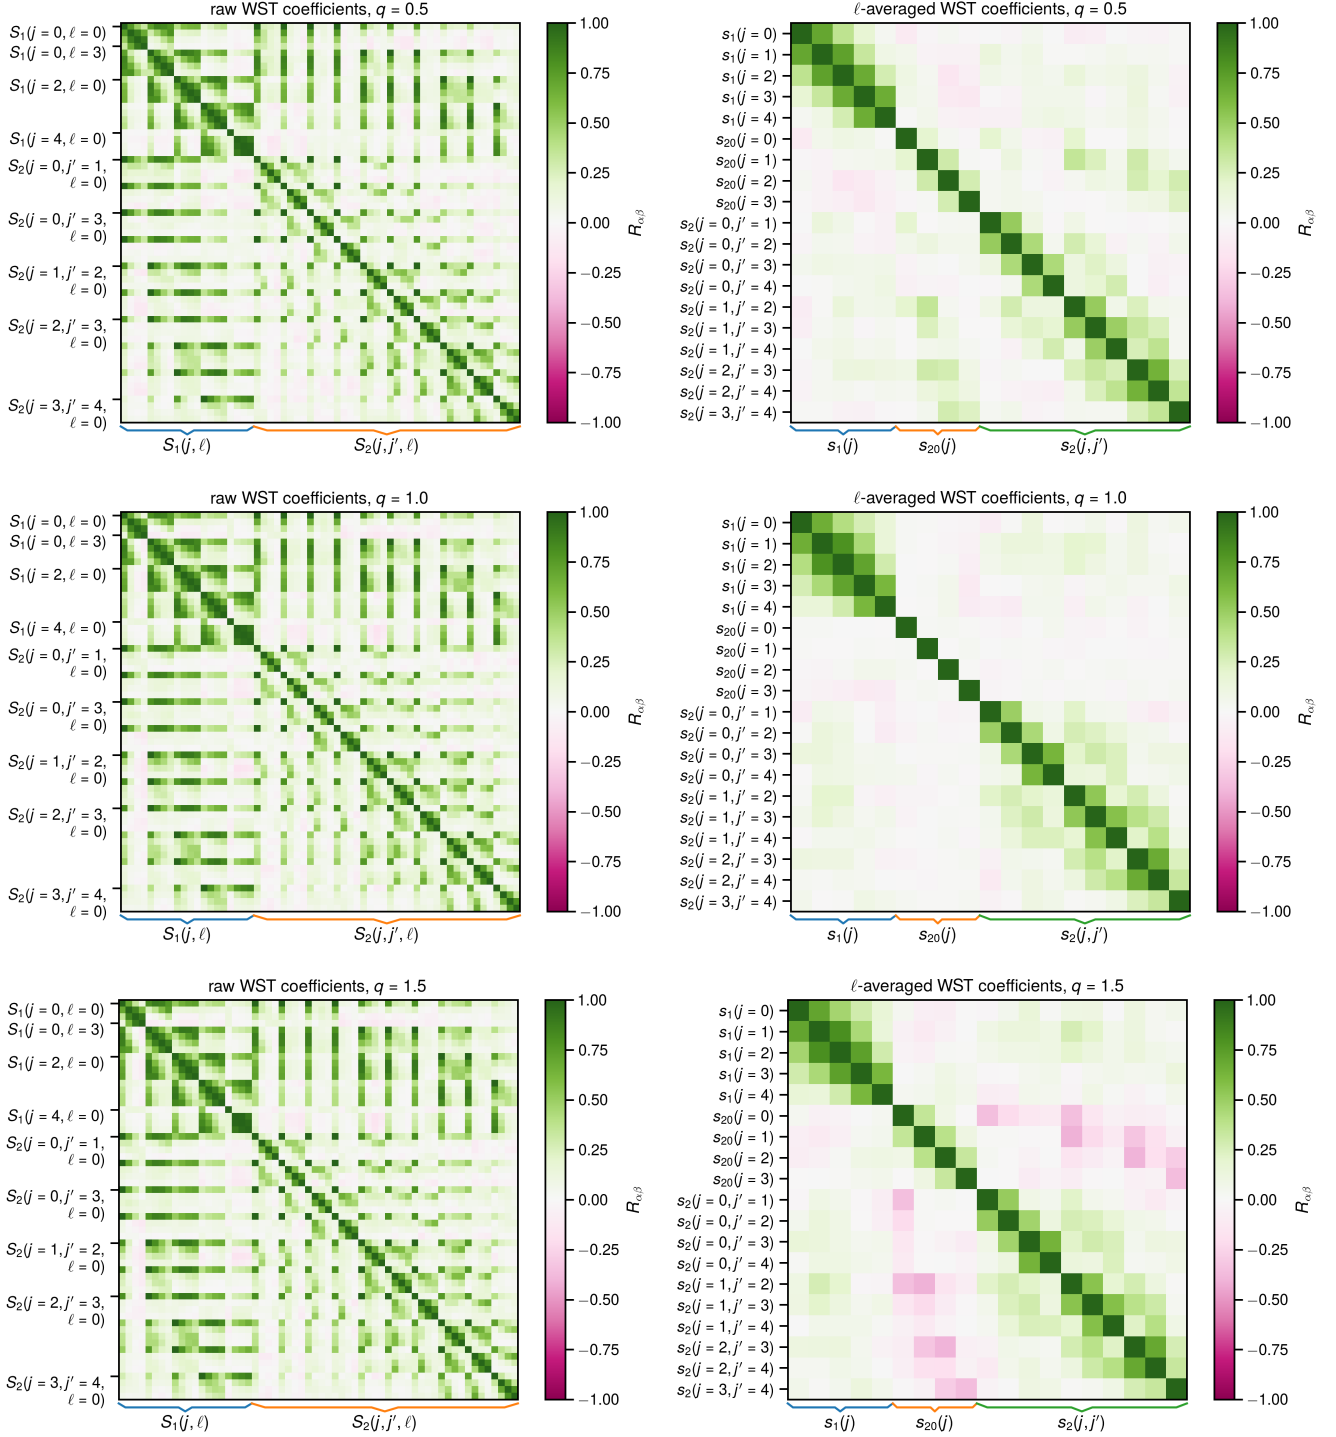 raw WST coefficients, q = 0.5
S₁(j = 0, ℓ = 0)
S₁(j = 0, ℓ = 3)
S₁(j = 2, ℓ = 0)
S₁(j = 4, ℓ = 0)
S₂(j = 0, j′ = 1,
ℓ = 0)
S₂(j = 0, j′ = 3,
ℓ = 0)
S₂(j = 1, j′ = 2,
ℓ = 0)
S₂(j = 2, j′ = 3,
ℓ = 0)
S₂(j = 3, j′ = 4,
ℓ = 0)
S₁(j, ℓ) S₂(j, j′, ℓ)
1.00
0.75
0.50
0.25
0.00
−0.25
−0.50
−0.75
−1.00
R_αβ
ℓ-averaged WST coefficients, q = 0.5
s₁(j = 0)
s₁(j = 1)
s₁(j = 2)
s₁(j = 3)
s₁(j = 4)
s₂₀(j = 0)
s₂₀(j = 1)
s₂₀(j = 2)
s₂₀(j = 3)
s₂(j = 0, j′ = 1)
s₂(j = 0, j′ = 2)
s₂(j = 0, j′ = 3)
s₂(j = 0, j′ = 4)
s₂(j = 1, j′ = 2)
s₂(j = 1, j′ = 3)
s₂(j = 1, j′ = 4)
s₂(j = 2, j′ = 3)
s₂(j = 2, j′ = 4)
s₂(j = 3, j′ = 4)
s₁(j) s₂₀(j) s₂(j, j′)
1.00
0.75
0.50
0.25
0.00
−0.25
−0.50
−0.75
−1.00
R_αβ
raw WST coefficients, q = 1.0
S₁(j = 0, ℓ = 0)
S₁(j = 0, ℓ = 3)
S₁(j = 2, ℓ = 0)
S₁(j = 4, ℓ = 0)
S₂(j = 0, j′ = 1,
ℓ = 0)
S₂(j = 0, j′ = 3,
ℓ = 0)
S₂(j = 1, j′ = 2,
ℓ = 0)
S₂(j = 2, j′ = 3,
ℓ = 0)
S₂(j = 3, j′ = 4,
ℓ = 0)
S₁(j, ℓ) S₂(j, j′, ℓ)
1.00
0.75
0.50
0.25
0.00
−0.25
−0.50
−0.75
−1.00
R_αβ
ℓ-averaged WST coefficients, q = 1.0
s₁(j = 0)
s₁(j = 1)
s₁(j = 2)
s₁(j = 3)
s₁(j = 4)
s₂₀(j = 0)
s₂₀(j = 1)
s₂₀(j = 2)
s₂₀(j = 3)
s₂(j = 0, j′ = 1)
s₂(j = 0, j′ = 2)
s₂(j = 0, j′ = 3)
s₂(j = 0, j′ = 4)
s₂(j = 1, j′ = 2)
s₂(j = 1, j′ = 3)
s₂(j = 1, j′ = 4)
s₂(j = 2, j′ = 3)
s₂(j = 2, j′ = 4)
s₂(j = 3, j′ = 4)
s₁(j) s₂₀(j) s₂(j, j′)
1.00
0.75
0.50
0.25
0.00
−0.25
−0.50
−0.75
−1.00
R_αβ
raw WST coefficients, q = 1.5
S₁(j = 0, ℓ = 0)
S₁(j = 0, ℓ = 3)
S₁(j = 2, ℓ = 0)
S₁(j = 4, ℓ = 0)
S₂(j = 0, j′ = 1,
ℓ = 0)
S₂(j = 0, j′ = 3,
ℓ = 0)
S₂(j = 1, j′ = 2,
ℓ = 0)
S₂(j = 2, j′ = 3,
ℓ = 0)
S₂(j = 3, j′ = 4,
ℓ = 0)
S₁(j, ℓ) S₂(j, j′, ℓ)
1.00
0.75
0.50
0.25
0.00
−0.25
−0.50
−0.75
−1.00
R_αβ
ℓ-averaged WST coefficients, q = 1.5
s₁(j = 0)
s₁(j = 1)
s₁(j = 2)
s₁(j = 3)
s₁(j = 4)
s₂₀(j = 0)
s₂₀(j = 1)
s₂₀(j = 2)
s₂₀(j = 3)
s₂(j = 0, j′ = 1)
s₂(j = 0, j′ = 2)
s₂(j = 0, j′ = 3)
s₂(j = 0, j′ = 4)
s₂(j = 1, j′ = 2)
s₂(j = 1, j′ = 3)
s₂(j = 1, j′ = 4)
s₂(j = 2, j′ = 3)
s₂(j = 2, j′ = 4)
s₂(j = 3, j′ = 4)
s₁(j) s₂₀(j) s₂(j, j′)
1.00
0.75
0.50
0.25
0.00
−0.25
−0.50
−0.75
−1.00
R_αβ